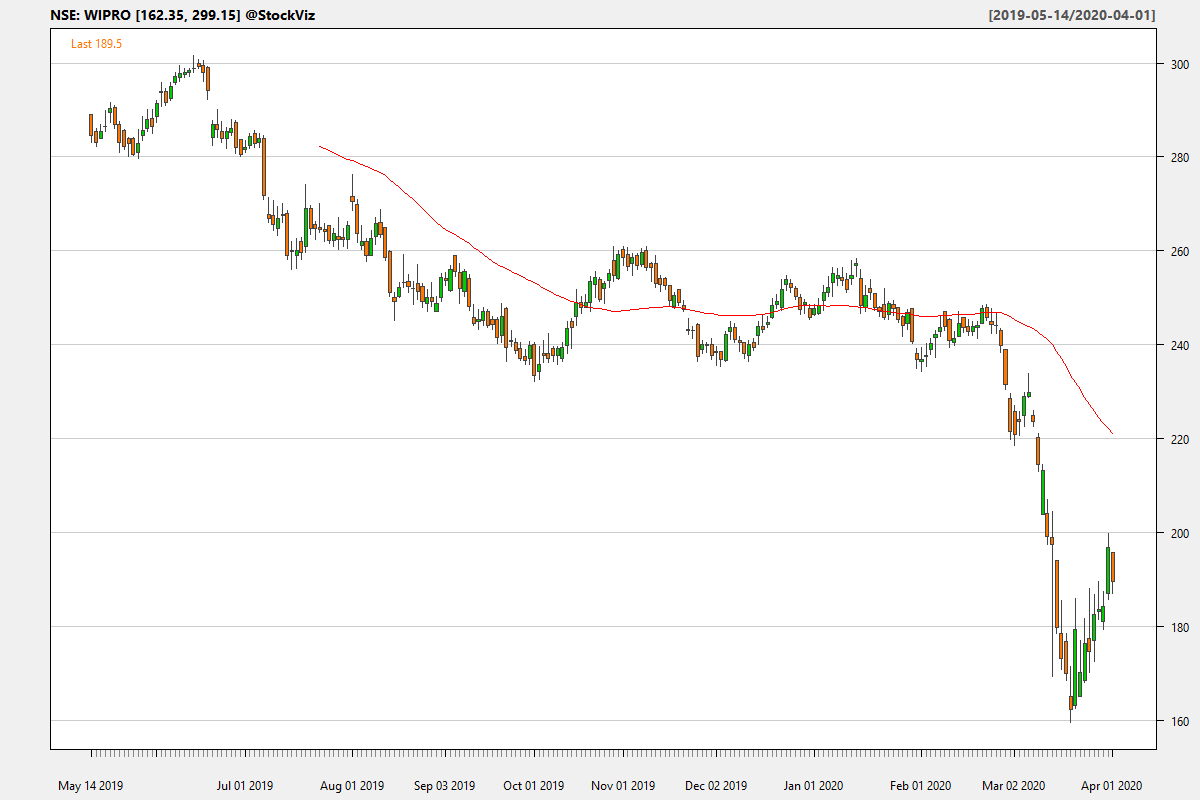 NSE: WIPRO [162.35, 299.15] @StockViz
[2019-05-14/2020-04-01]
Last 189.5
300
280
260
240
220
200
180
160
May 14 2019
Jul 01 2019
Aug 01 2019
Sep 03 2019
Oct 01 2019
Nov 01 2019
Dec 02 2019
Jan 01 2020
Feb 01 2020
Mar 02 2020
Apr 01 2020